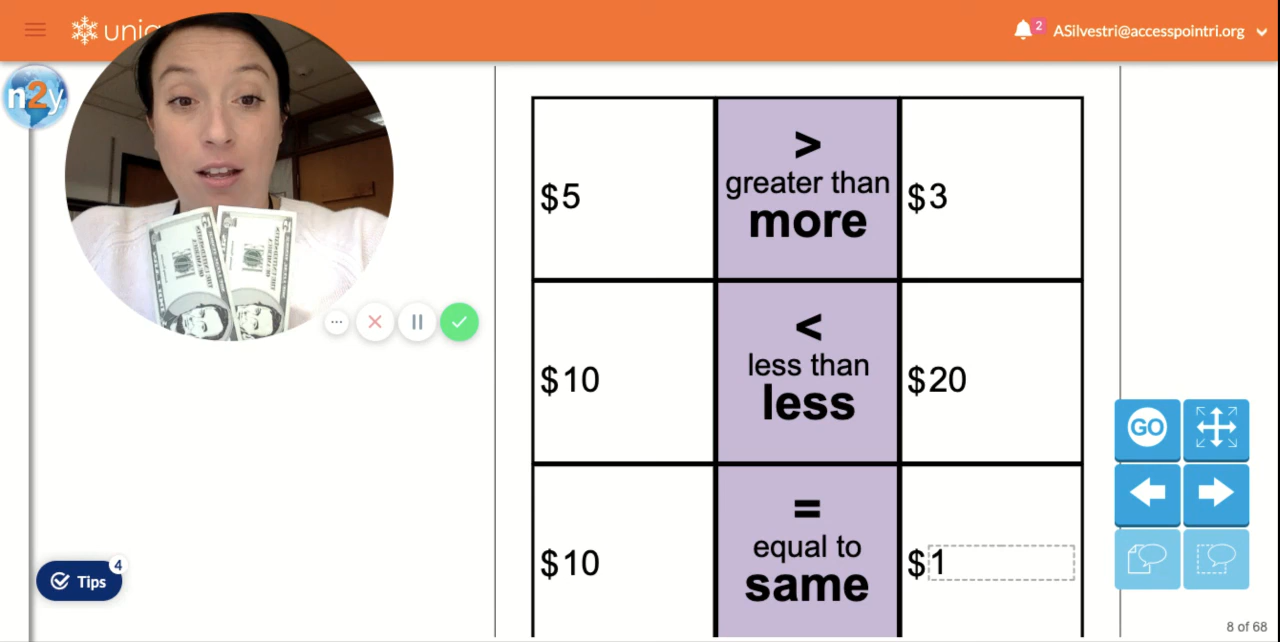 uniq
2
ASilvestri@accesspointri.org
n2y
$5
>
greater than
more
$3
$10
<
less than
less
$20
$10
=
equal to
same
$1
GO
4
Tips
8 of 68